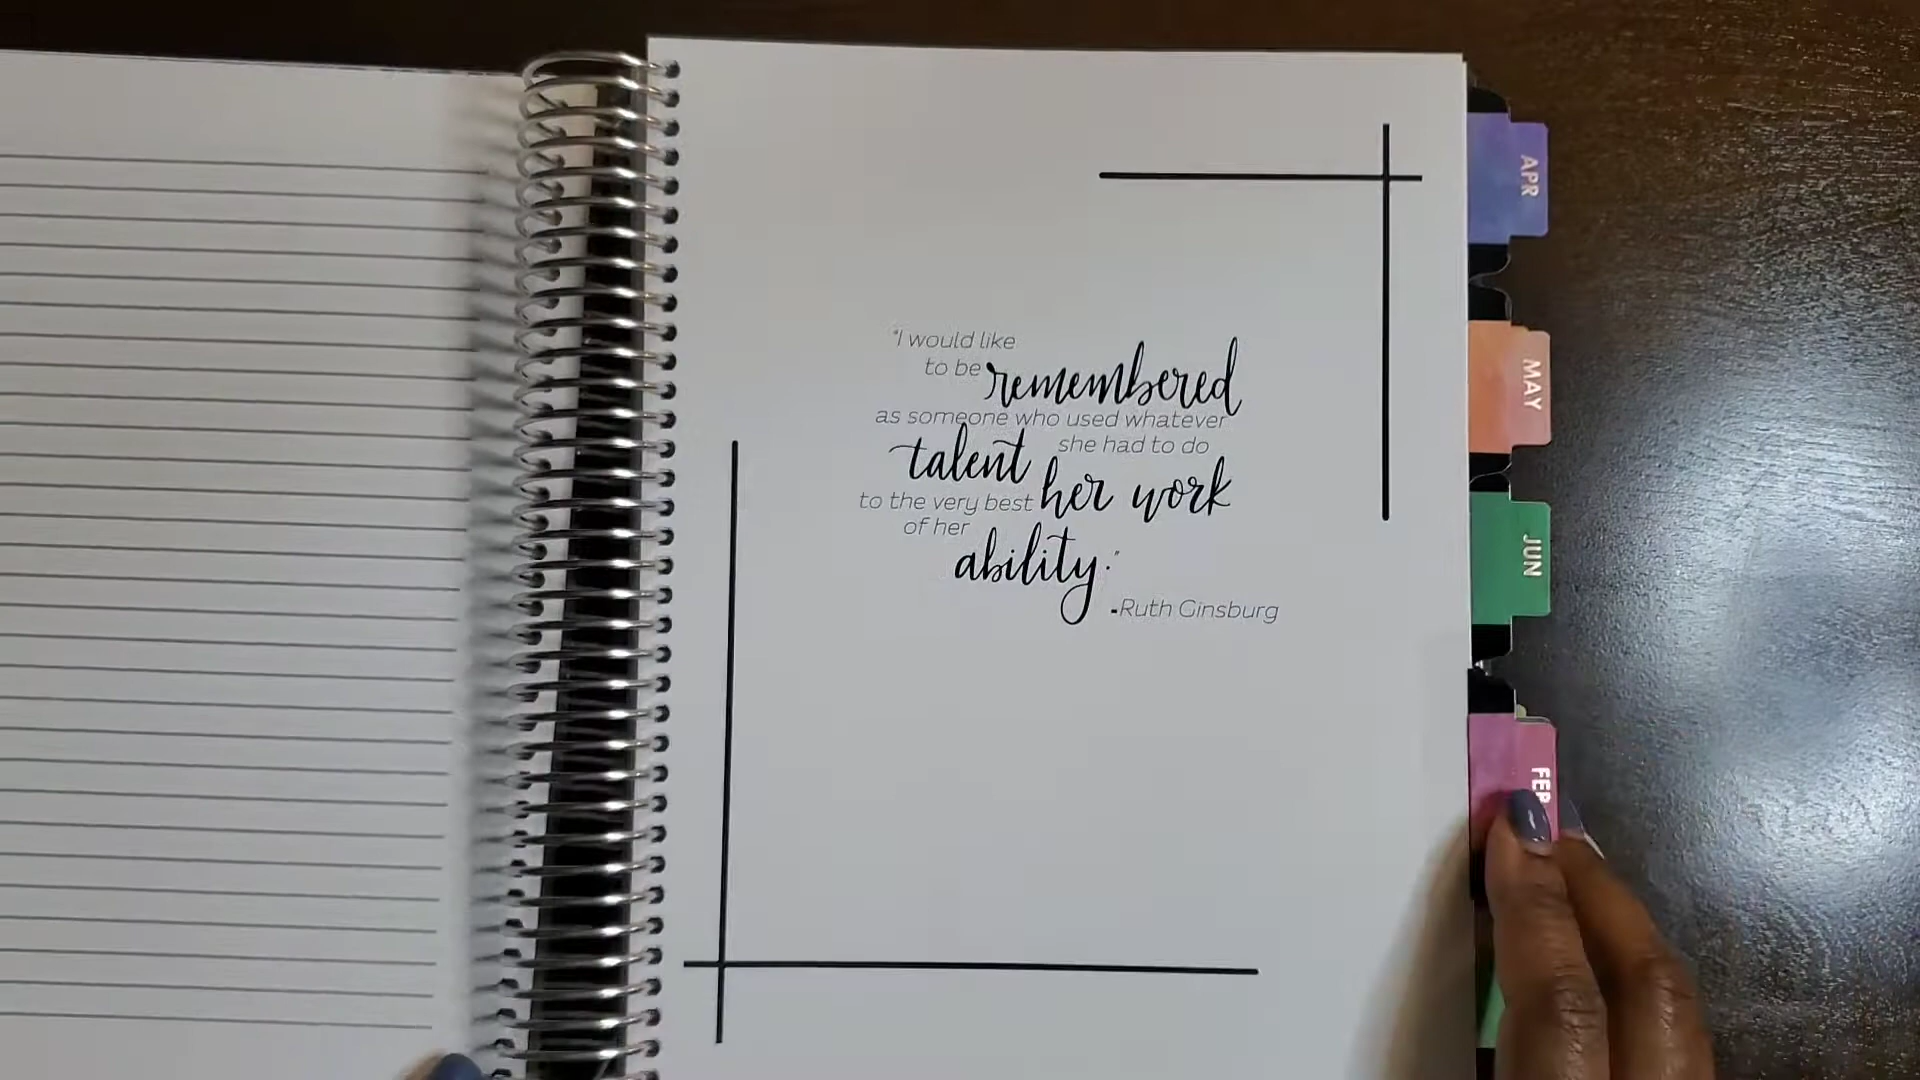 "I would like
to be remembered
as someone who used whatever
talent she had to do
to the very best her work
of her
ability."
-Ruth Ginsburg
APR
MAY
JUN
FEB